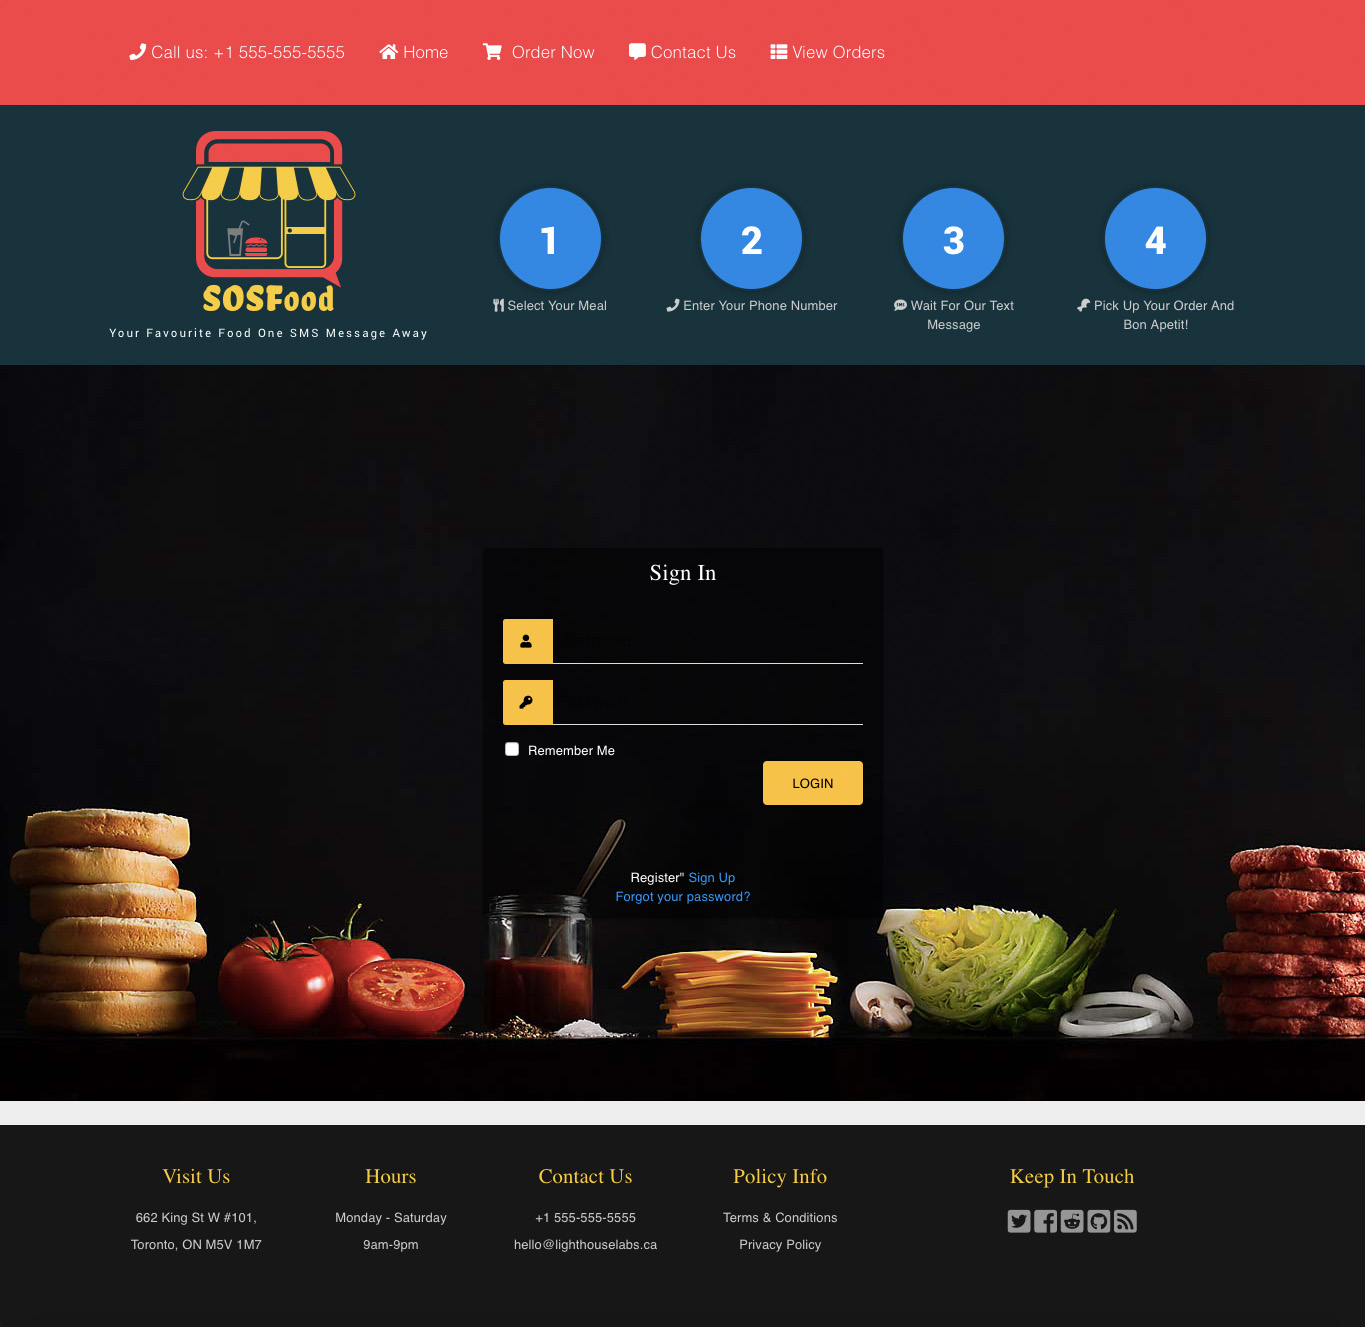 Call us: +1 555-555-5555 Home Order Now Contact Us View Orders
SOSFood
Your Favourite Food One SMS Message Away
1 2 3 4
Select Your Meal
Enter Your Phone Number
Wait For Our Text
Message
Pick Up Your Order And
Bon Apetit!
Sign In
Remember Me
LOGIN
Register" Sign Up
Forgot your password?
Visit Us
662 King St W #101,
Toronto, ON M5V 1M7
Hours
Monday - Saturday
9am-9pm
Contact Us
+1 555-555-5555
hello@lighthouselabs.ca
Policy Info
Terms & Conditions
Privacy Policy
Keep In Touch